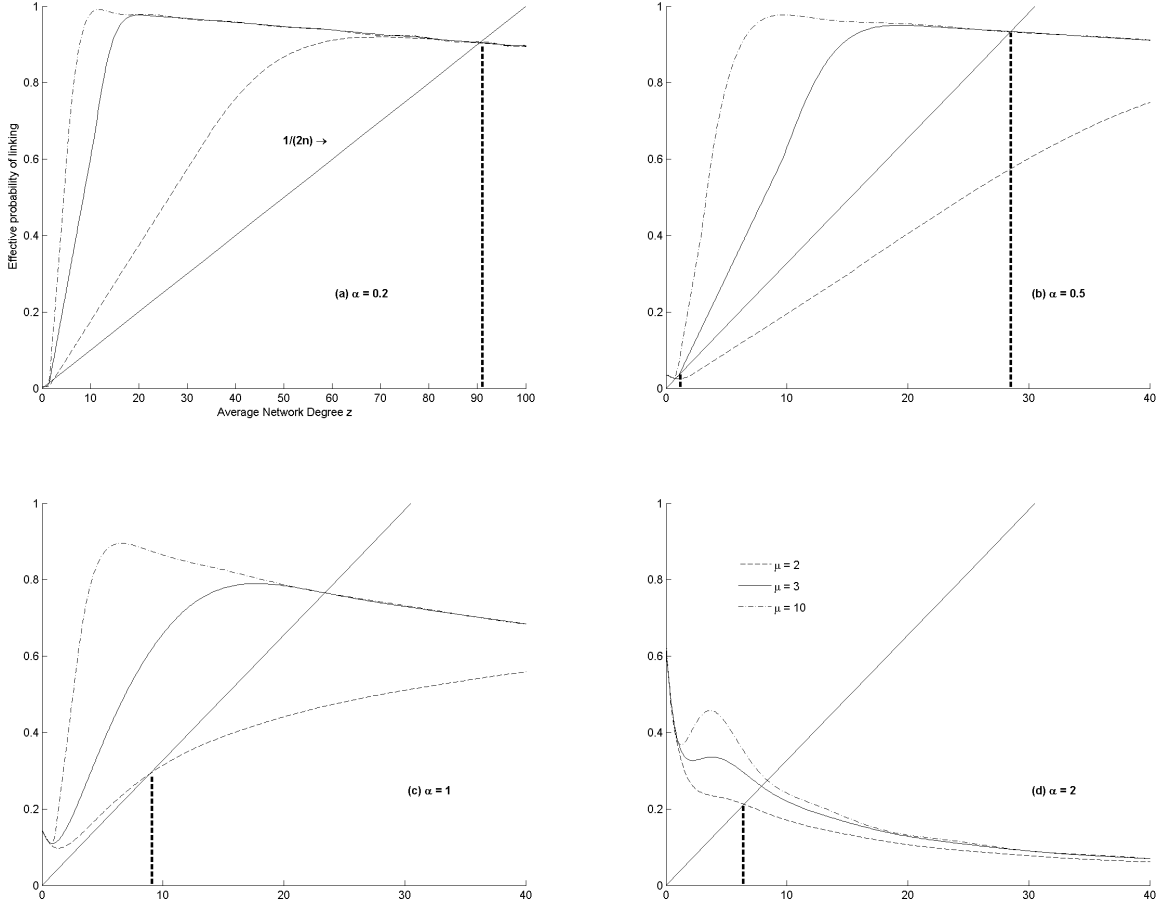 1
0.8
0.6
0.4
0.2
0
Effective probability of linking
1/(2n) →
(a) α = 0.2
0 10 20 30 40 50 60 70 80 90 100
Average Network Degree z
1
0.8
0.6
0.4
0.2
0
(b) α = 0.5
0 10 20 30 40
1
0.8
0.6
0.4
0.2
0
(c) α = 1
0 10 20 30 40
1
0.8
0.6
0.4
0.2
0
μ = 2
μ = 3
μ = 10
(d) α = 2
0 10 20 30 40